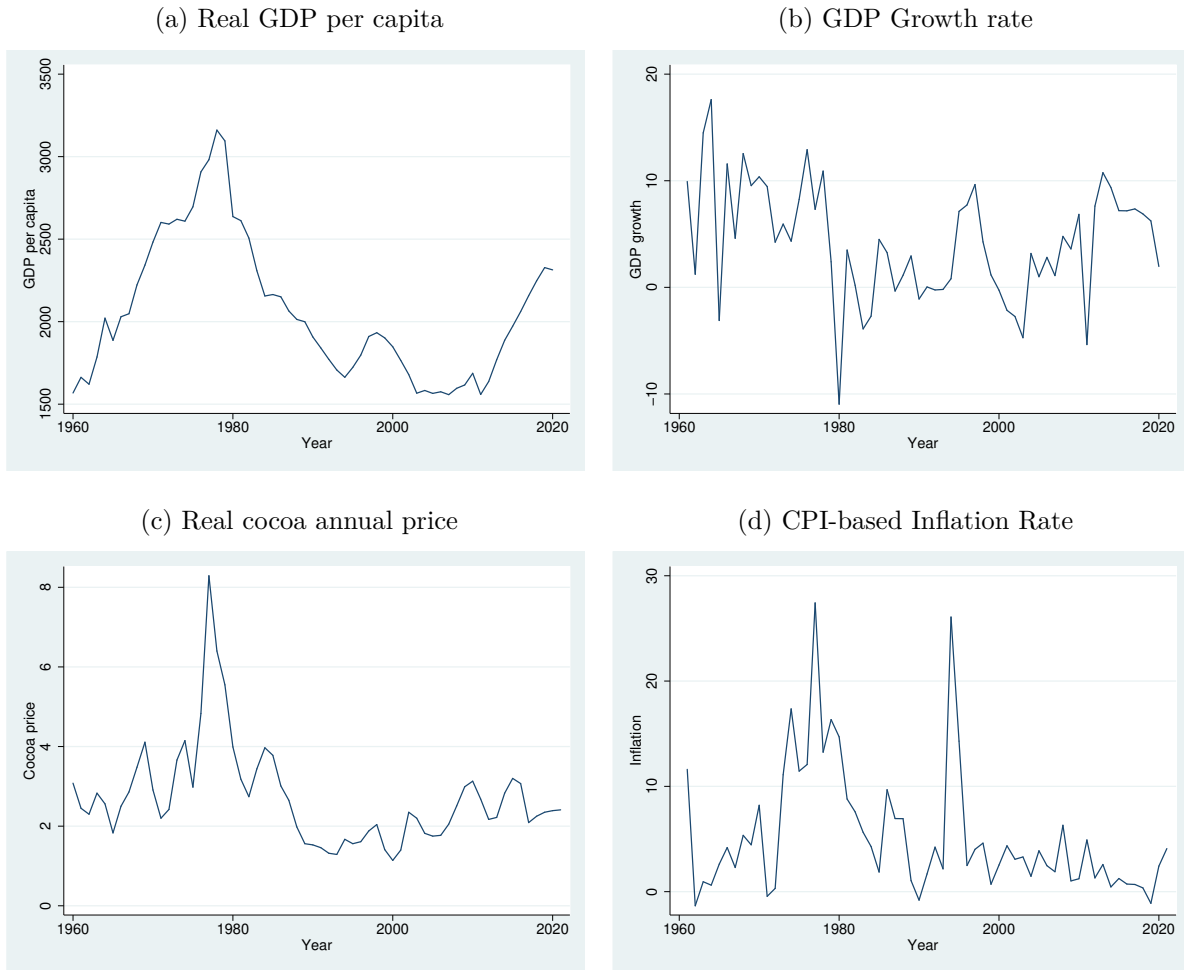 (a) Real GDP per capita
3500
3000
2500
2000
1500
GDP per capita
1960
1980
2000
2020
Year
(b) GDP Growth rate
20
10
0
−10
GDP growth
1960
1980
2000
2020
Year
(c) Real cocoa annual price
8
6
4
2
0
Cocoa price
1960
1980
2000
2020
Year
(d) CPI-based Inflation Rate
30
20
10
0
Inflation
1960
1980
2000
2020
Year